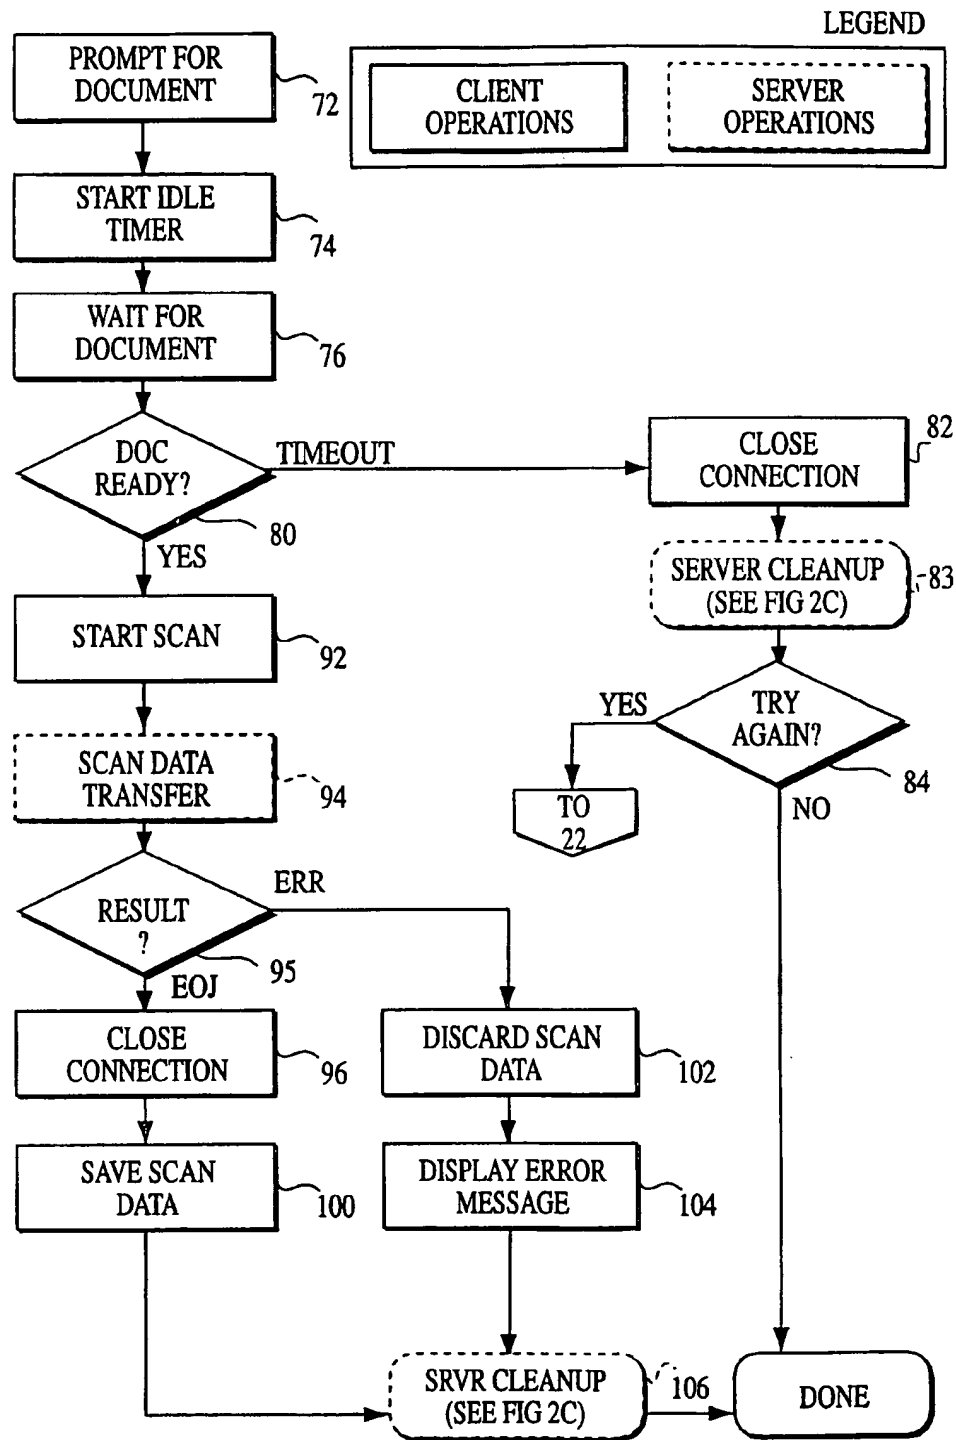 LEGEND
PROMPT FOR
DOCUMENT
72
CLIENT
OPERATIONS
SERVER
OPERATIONS
START IDLE
TIMER
74
WAIT FOR
DOCUMENT
76
DOC
READY?
80
TIMEOUT
YES
CLOSE
CONNECTION
82
SERVER CLEANUP
(SEE FIG 2C)
83
START SCAN
92
TRY
AGAIN?
84
YES
NO
TO
22
SCAN DATA
TRANSFER
94
RESULT
?
95
ERR
EOJ
CLOSE
CONNECTION
96
DISCARD SCAN
DATA
102
SAVE SCAN
DATA
100
DISPLAY ERROR
MESSAGE
104
SRVR CLEANUP
(SEE FIG 2C)
106
DONE